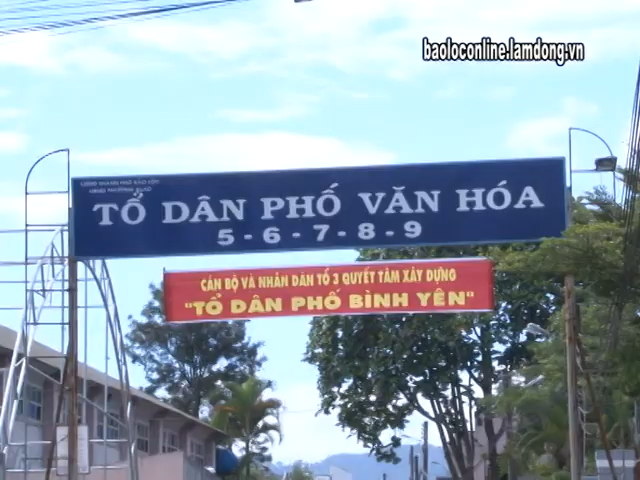 baoloconline.lamdong.vn
TỔ DÂN PHỐ VĂN HÓA
5 - 6 - 7 - 8 - 9
CÁN BỘ VÀ NHÂN DÂN TỔ 3 QUYẾT TÂM XÂY DỰNG
"TỔ DÂN PHỐ BÌNH YÊN"